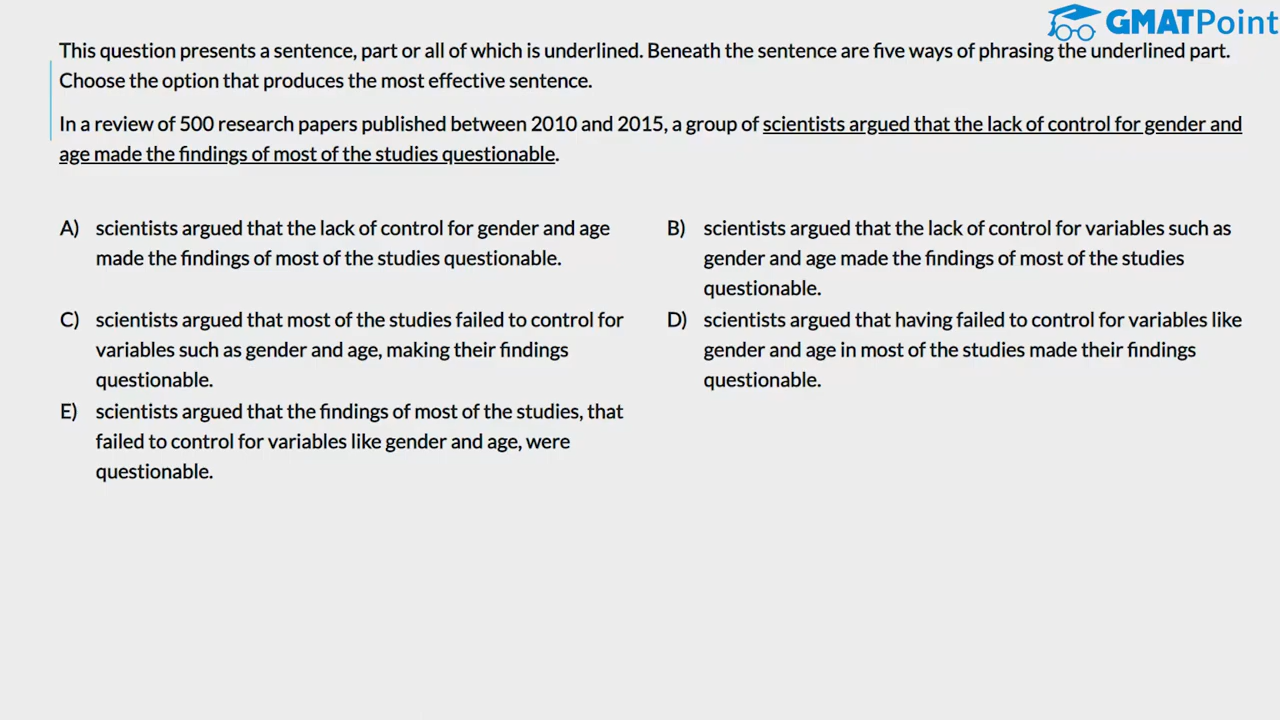 GMATPoint
This question presents a sentence, part or all of which is underlined. Beneath the sentence are five ways of phrasing the underlined part.
Choose the option that produces the most effective sentence.
In a review of 500 research papers published between 2010 and 2015, a group of scientists argued that the lack of control for gender and
age made the findings of most of the studies questionable.
A) scientists argued that the lack of control for gender and age
made the findings of most of the studies questionable.
B) scientists argued that the lack of control for variables such as
gender and age made the findings of most of the studies
questionable.
C) scientists argued that most of the studies failed to control for
variables such as gender and age, making their findings
questionable.
D) scientists argued that having failed to control for variables like
gender and age in most of the studies made their findings
questionable.
E) scientists argued that the findings of most of the studies, that
failed to control for variables like gender and age, were
questionable.